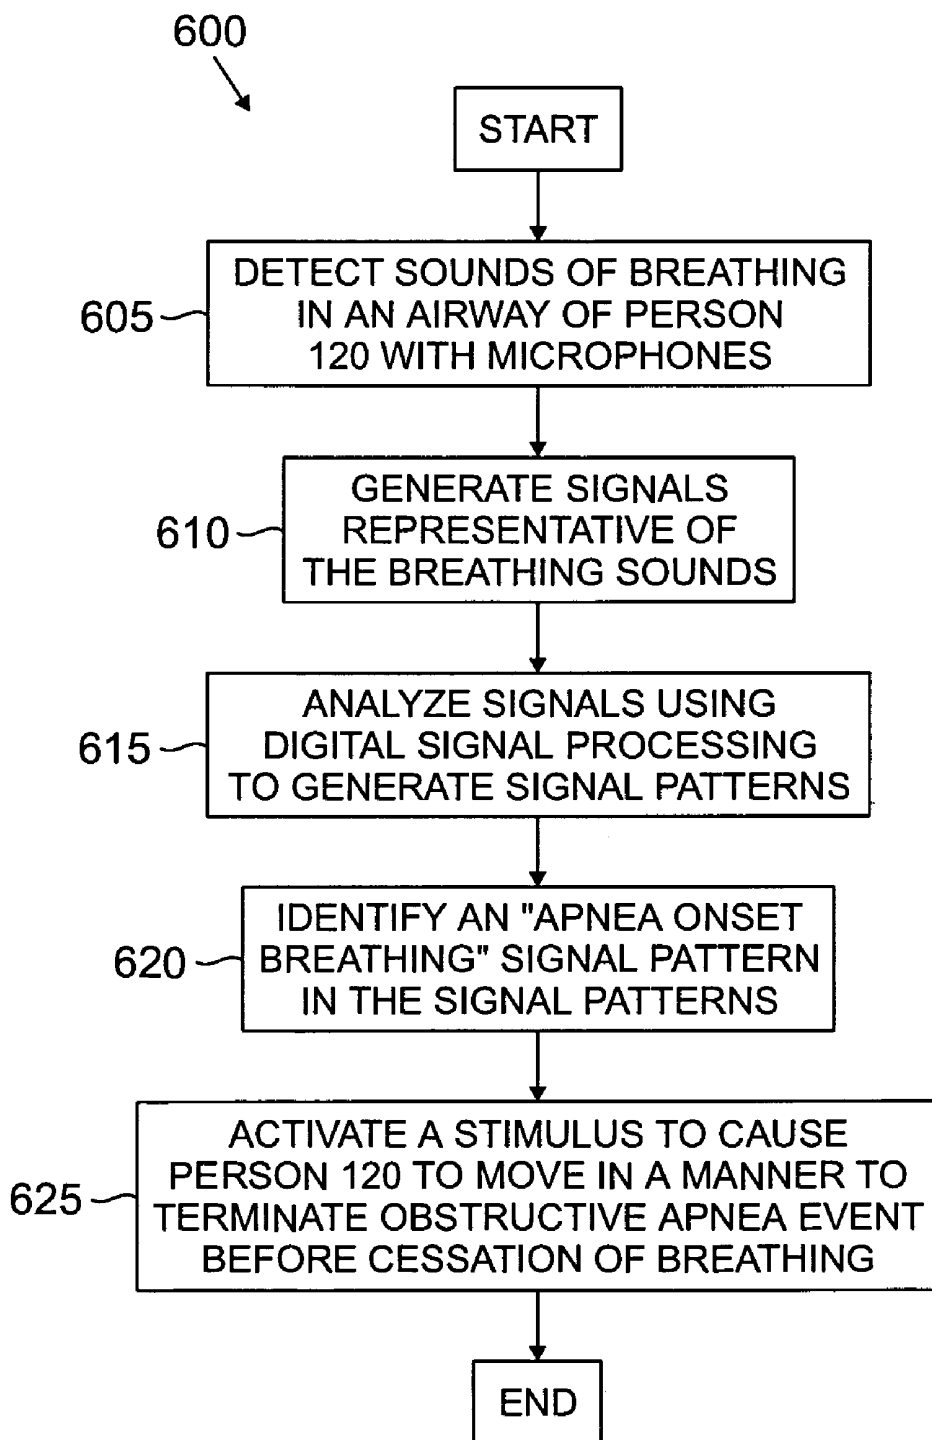 600
START
605
DETECT SOUNDS OF BREATHING
IN AN AIRWAY OF PERSON
120 WITH MICROPHONES
610
GENERATE SIGNALS
REPRESENTATIVE OF
THE BREATHING SOUNDS
615
ANALYZE SIGNALS USING
DIGITAL SIGNAL PROCESSING
TO GENERATE SIGNAL PATTERNS
620
IDENTIFY AN "APNEA ONSET
BREATHING" SIGNAL PATTERN
IN THE SIGNAL PATTERNS
625
ACTIVATE A STIMULUS TO CAUSE
PERSON 120 TO MOVE IN A MANNER TO
TERMINATE OBSTRUCTIVE APNEA EVENT
BEFORE CESSATION OF BREATHING
END